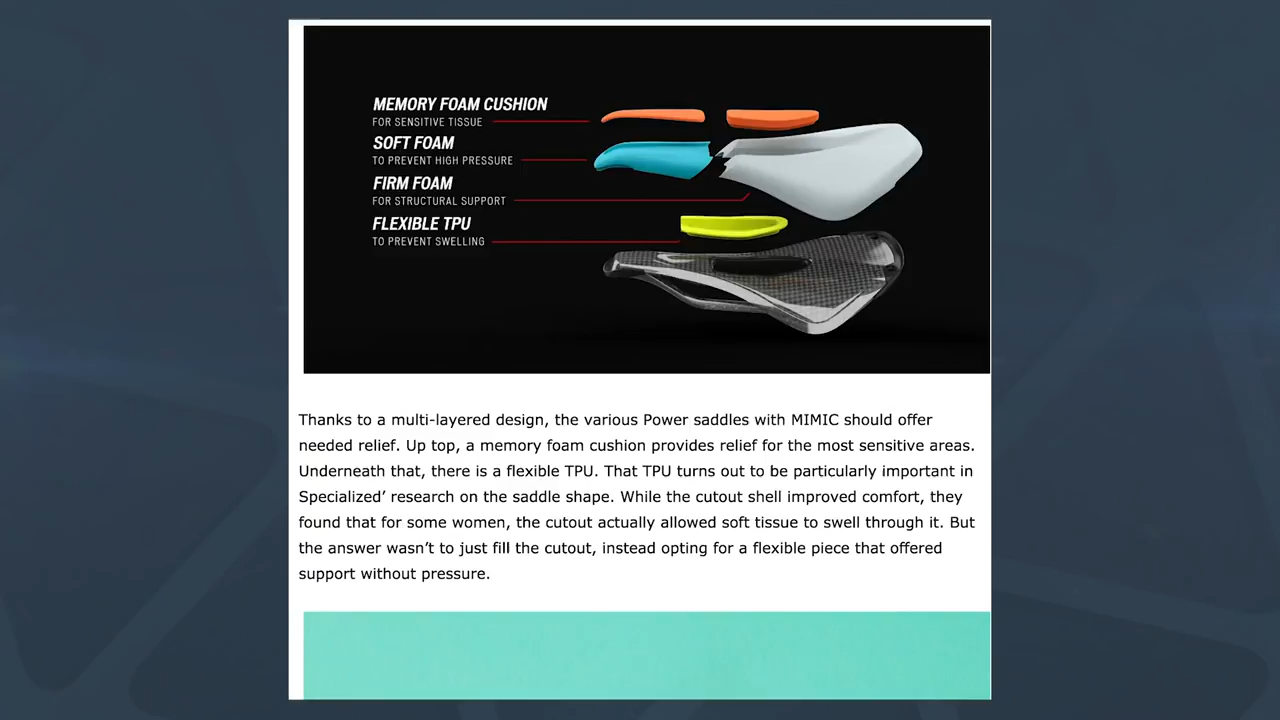 MEMORY FOAM CUSHION
FOR SENSITIVE TISSUE
SOFT FOAM
TO PREVENT HIGH PRESSURE
FIRM FOAM
FOR STRUCTURAL SUPPORT
FLEXIBLE TPU
TO PREVENT SWELLING
Thanks to a multi-layered design, the various Power saddles with MIMIC should offer
needed relief. Up top, a memory foam cushion provides relief for the most sensitive areas.
Underneath that, there is a flexible TPU. That TPU turns out to be particularly important in
Specialized’ research on the saddle shape. While the cutout shell improved comfort, they
found that for some women, the cutout actually allowed soft tissue to swell through it. But
the answer wasn’t to just fill the cutout, instead opting for a flexible piece that offered
support without pressure.